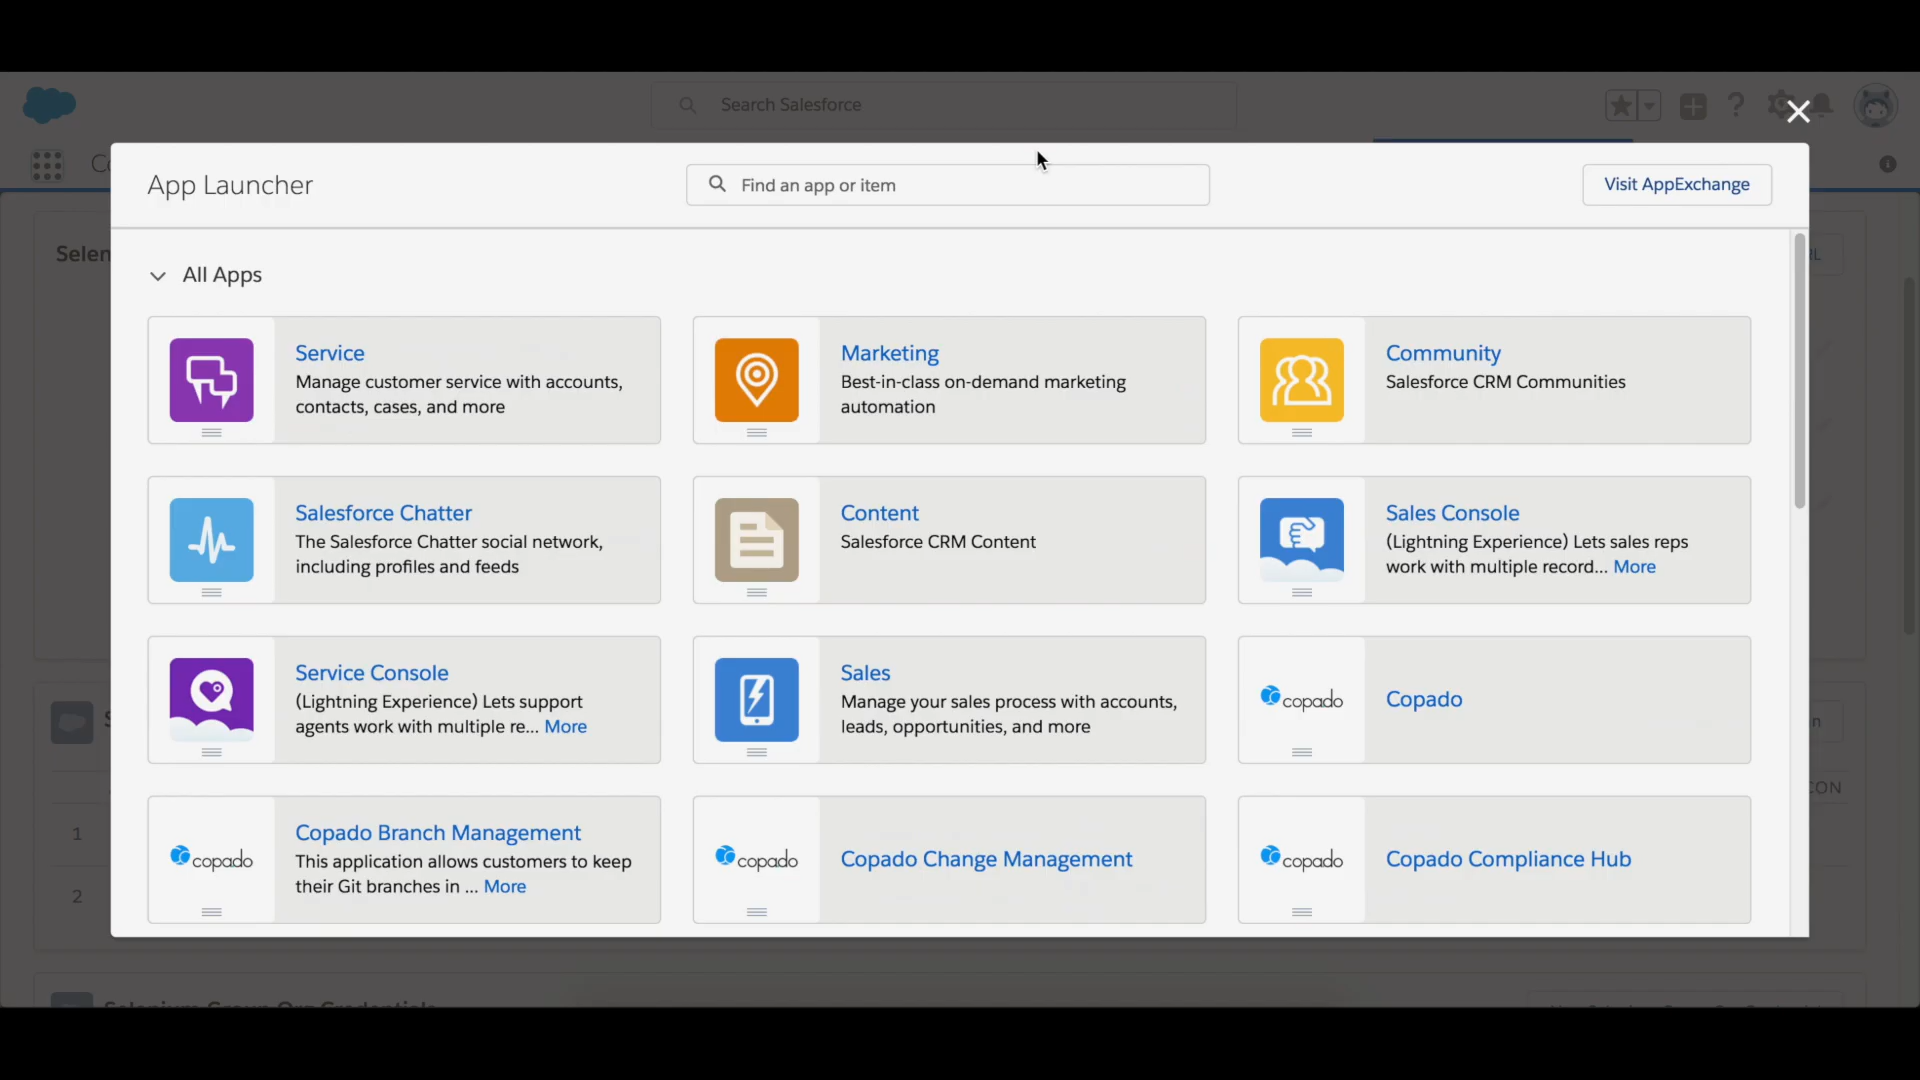 Search Salesforce
App Launcher
Find an app or item
Visit AppExchange
Selen
All Apps
Service
Manage customer service with accounts,
contacts, cases, and more
Marketing
Best-in-class on-demand marketing
automation
Community
Salesforce CRM Communities
Salesforce Chatter
The Salesforce Chatter social network,
including profiles and feeds
Content
Salesforce CRM Content
Sales Console
(Lightning Experience) Lets sales reps
work with multiple record... More
Service Console
(Lightning Experience) Lets support
agents work with multiple re... More
Sales
Manage your sales process with accounts,
leads, opportunities, and more
copado
Copado
CON
1
2
copado
Copado Branch Management
This application allows customers to keep
their Git branches in ... More
copado
Copado Change Management
copado
Copado Compliance Hub